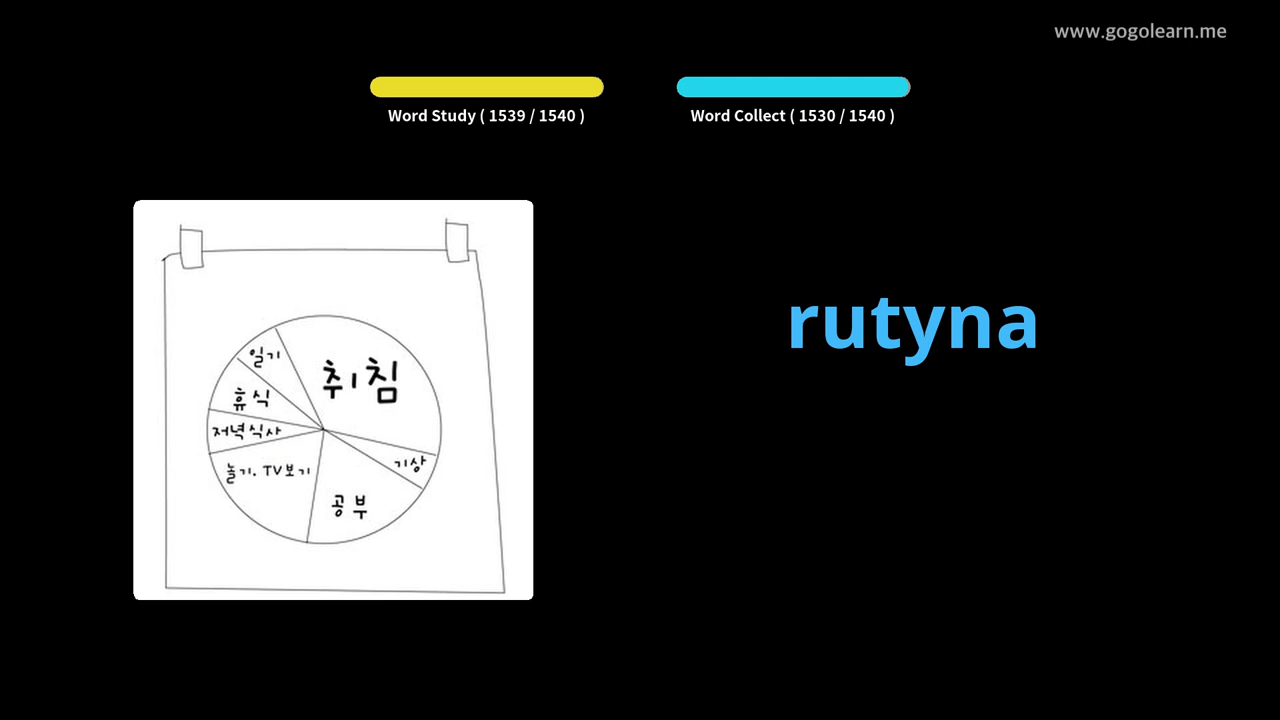 www.gogolearn.me
Word Study ( 1539 / 1540 )
Word Collect ( 1530 / 1540 )
rutyna
일기
취침
휴식
저녁식사
놀기. TV보기
기상
공부